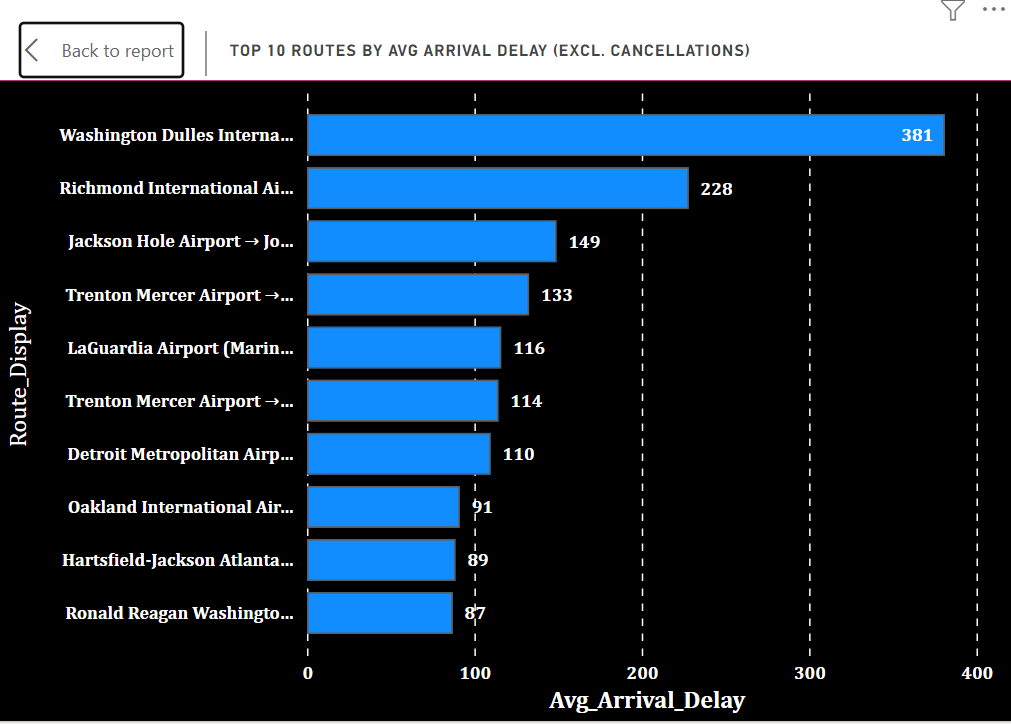 Back to report
TOP 10 ROUTES BY AVG ARRIVAL DELAY (EXCL. CANCELLATIONS)
Route_Display
Washington Dulles Interna... 381
Richmond International Ai... 228
Jackson Hole Airport → Jo... 149
Trenton Mercer Airport →... 133
LaGuardia Airport (Marin... 116
Trenton Mercer Airport →... 114
Detroit Metropolitan Airp... 110
Oakland International Air... 91
Hartsfield-Jackson Atlanta... 89
Ronald Reagan Washingto... 87
0 100 200 300 400
Avg_Arrival_Delay